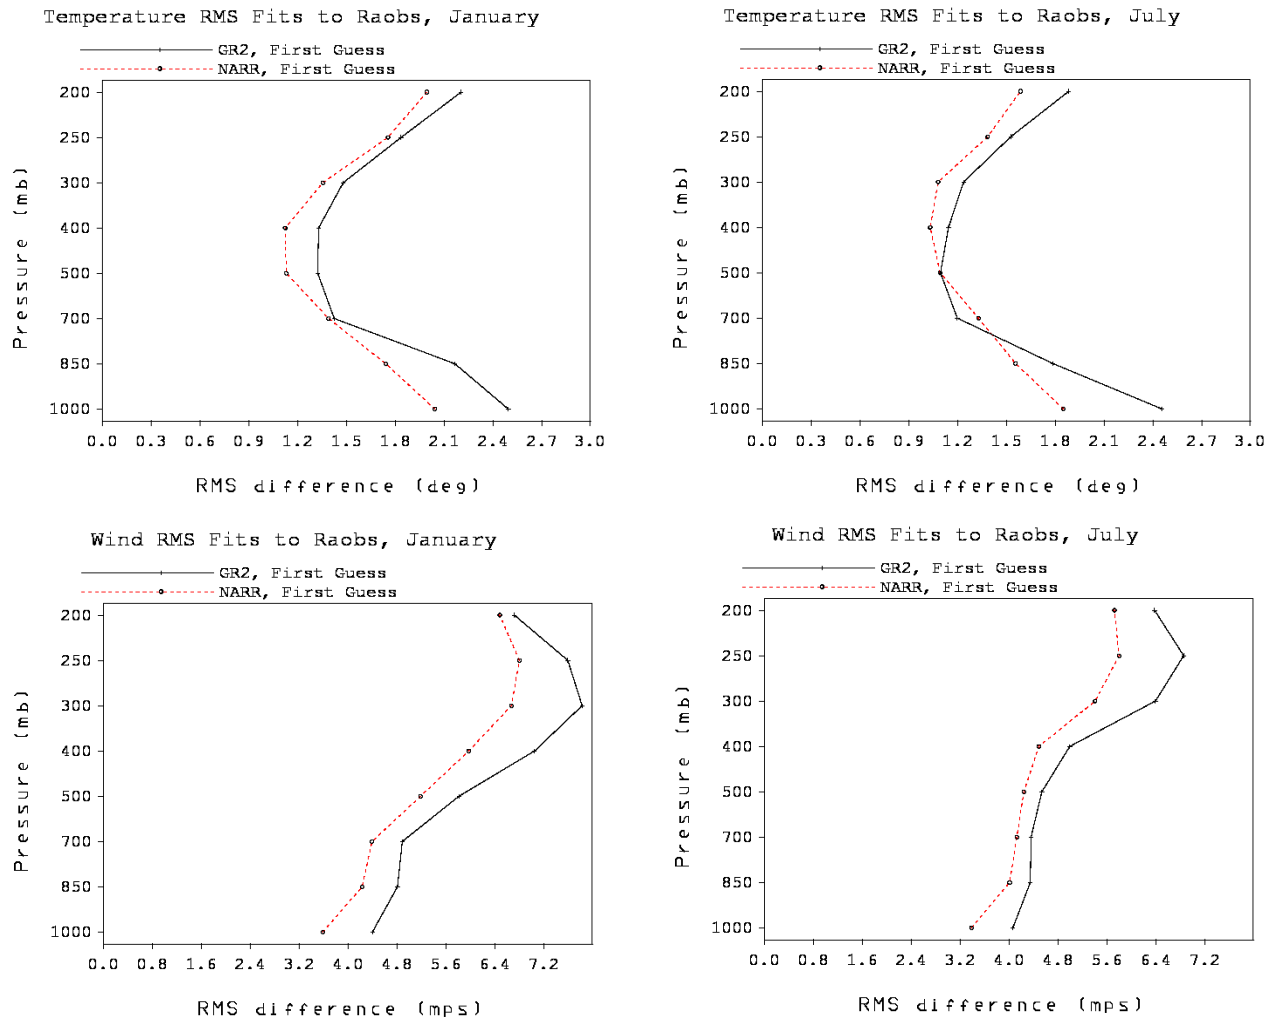 Temperature RMS Fits to Raobs, January
GR2, First Guess
NARR, First Guess
200
250
300
400
500
700
850
1000
Pressure (mb)
0.0 0.3 0.6 0.9 1.2 1.5 1.8 2.1 2.4 2.7 3.0
RMS difference (deg)
Temperature RMS Fits to Raobs, July
GR2, First Guess
NARR, First Guess
200
250
300
400
500
700
850
1000
Pressure (mb)
0.0 0.3 0.6 0.9 1.2 1.5 1.8 2.1 2.4 2.7 3.0
RMS difference (deg)
Wind RMS Fits to Raobs, January
GR2, First Guess
NARR, First Guess
200
250
300
400
500
700
850
1000
Pressure (mb)
0.0 0.8 1.6 2.4 3.2 4.0 4.8 5.6 6.4 7.2
RMS difference (mps)
Wind RMS Fits to Raobs, July
GR2, First Guess
NARR, First Guess
200
250
300
400
500
700
850
1000
Pressure (mb)
0.0 0.8 1.6 2.4 3.2 4.0 4.8 5.6 6.4 7.2
RMS difference (mps)